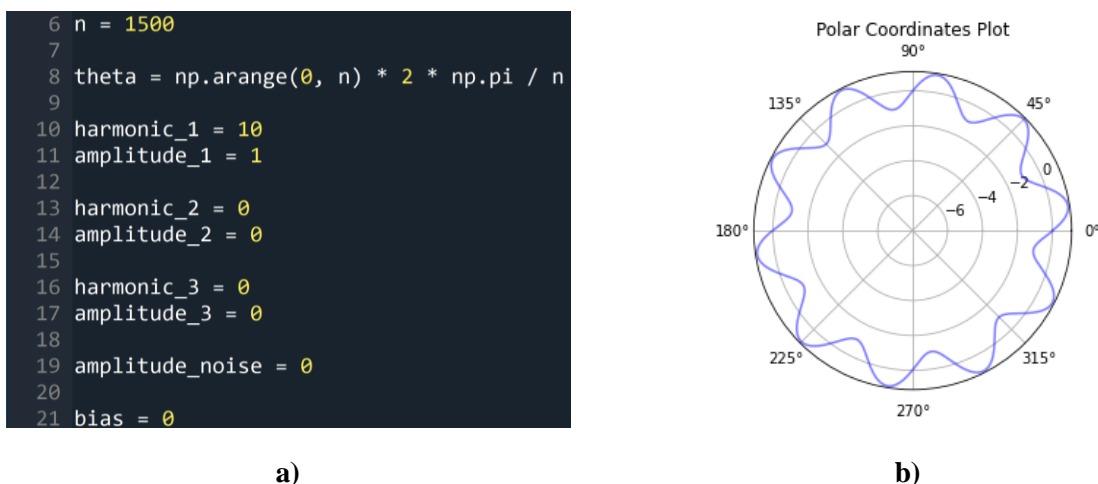 6 n = 1500
7
8 theta = np.arange(0, n) * 2 * np.pi / n
9
10 harmonic_1 = 10
11 amplitude_1 = 1
12
13 harmonic_2 = 0
14 amplitude_2 = 0
15
16 harmonic_3 = 0
17 amplitude_3 = 0
18
19 amplitude_noise = 0
20
21 bias = 0
a)
Polar Coordinates Plot
90°
135°
45°
0
−2
−4
−6
180°
0°
225°
315°
270°
b)